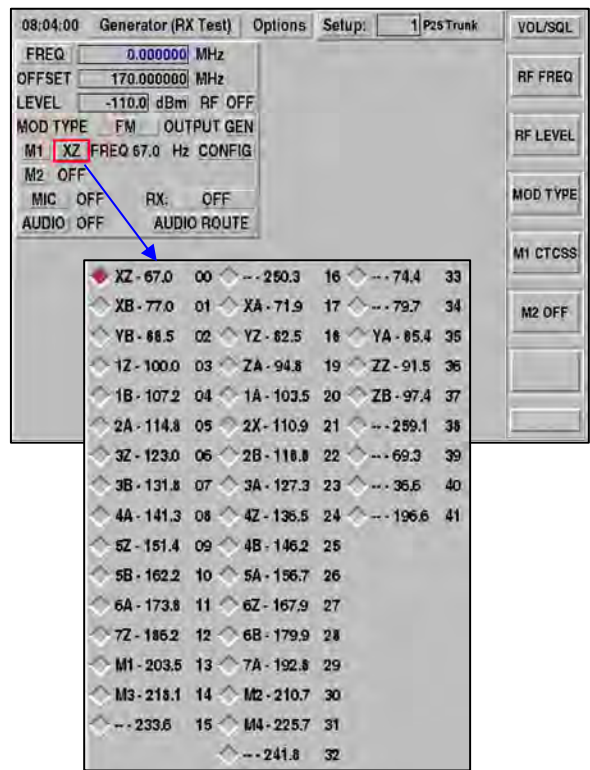 08:04:00 Generator (RX Test) Options Setup: 1 P25 Trunk
VOL/SQL
FREQ 0.000000 MHz
OFFSET 170.000000 MHz
LEVEL -110.0 dBm RF OFF
MOD TYPE FM OUTPUT GEN
M1 XZ FREQ 67.0 Hz CONFIG
M2 OFF
MIC OFF RX: OFF
AUDIO OFF AUDIO ROUTE
RF FREQ
RF LEVEL
MOD TYPE
M1 CTCSS
M2 OFF
XZ - 67.0 00 -- - 250.3 16 -- - 74.4 33
XB - 77.0 01 XA - 71.9 17 -- - 79.7 34
YB - 88.5 02 YZ - 82.5 18 YA - 85.4 35
1Z - 100.0 03 ZA - 94.8 19 ZZ - 91.5 36
1B - 107.2 04 1A - 103.5 20 ZB - 97.4 37
2A - 114.8 05 2X - 110.9 21 -- - 259.1 38
3Z - 123.0 06 2B - 118.8 22 -- - 69.3 39
3B - 131.8 07 3A - 127.3 23 -- - 36.6 40
4A - 141.3 08 4Z - 136.5 24 -- - 196.6 41
5Z - 151.4 09 4B - 146.2 25
5B - 162.2 10 5A - 156.7 26
6A - 173.8 11 6Z - 167.9 27
7Z - 186.2 12 6B - 179.9 28
M1 - 203.5 13 7A - 192.8 29
M3 - 218.1 14 M2 - 210.7 30
-- - 233.6 15 M4 - 225.7 31
-- - 241.8 32